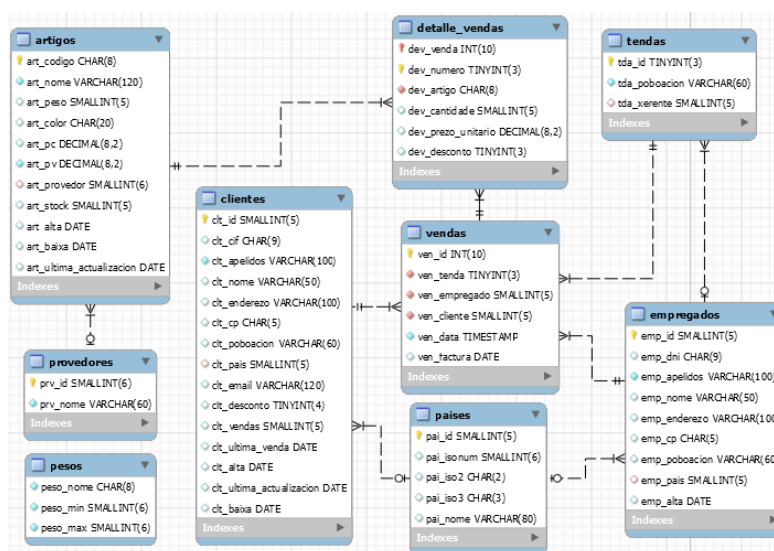 artigos
art_codigo CHAR(8)
art_nome VARCHAR(120)
art_peso SMALLINT(5)
art_color CHAR(20)
art_pc DECIMAL(8,2)
art_pv DECIMAL(8,2)
art_provedor SMALLINT(6)
art_stock SMALLINT(5)
art_alta DATE
art_baixa DATE
art_ultima_actualizacion DATE
Indexes
provedores
prv_id SMALLINT(6)
prv_nome VARCHAR(60)
Indexes
pesos
peso_nome CHAR(8)
peso_min SMALLINT(6)
peso_max SMALLINT(6)
clientes
clt_id SMALLINT(5)
clt_cif CHAR(9)
clt_apelidos VARCHAR(100)
clt_nome VARCHAR(50)
clt_enderezo VARCHAR(100)
clt_cp CHAR(5)
clt_poboacion VARCHAR(60)
clt_pais SMALLINT(5)
clt_email VARCHAR(120)
clt_desconto TINYINT(4)
clt_vendas SMALLINT(5)
clt_ultima_venda DATE
clt_alta DATE
clt_ultima_actualizacion DATE
clt_baixa DATE
Indexes
detalle_vendas
dev_venda INT(10)
dev_numero TINYINT(3)
dev_artigo CHAR(8)
dev_cantidade SMALLINT(5)
dev_prezo_unitario DECIMAL(8,2)
dev_desconto TINYINT(3)
Indexes
vendas
ven_id INT(10)
ven_tenda TINYINT(3)
ven_empregado SMALLINT(5)
ven_cliente SMALLINT(5)
ven_data TIMESTAMP
ven_factura DATE
Indexes
paises
pai_id SMALLINT(5)
pai_isonum SMALLINT(6)
pai_iso2 CHAR(2)
pai_iso3 CHAR(3)
pai_nome VARCHAR(80)
Indexes
tendas
tda_id TINYINT(3)
tda_poboacion VARCHAR(60)
tda_xerente SMALLINT(5)
Indexes
empregados
emp_id SMALLINT(5)
emp_dni CHAR(9)
emp_apelidos VARCHAR(100)
emp_nome VARCHAR(50)
emp_enderezo VARCHAR(100
emp_cp CHAR(5)
emp_poboacion VARCHAR(60
emp_pais SMALLINT(5)
emp_alta DATE
Indexes